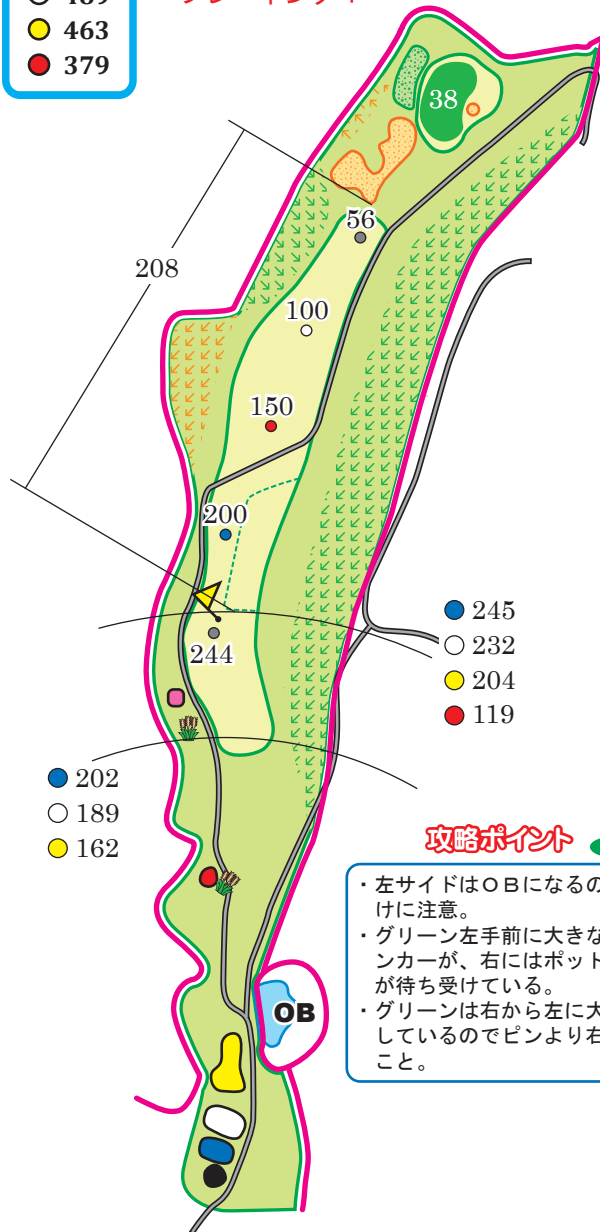 463
379
38
56
208
100
150
200
244
245
232
204
119
202
189
162
攻略ポイント
・左サイドはＯＢになるの
けに注意。
・グリーン左手前に大きな
ンカーが、右にはポット
が待ち受けている。
・グリーンは右から左に大
しているのでピンより右
こと。
OB